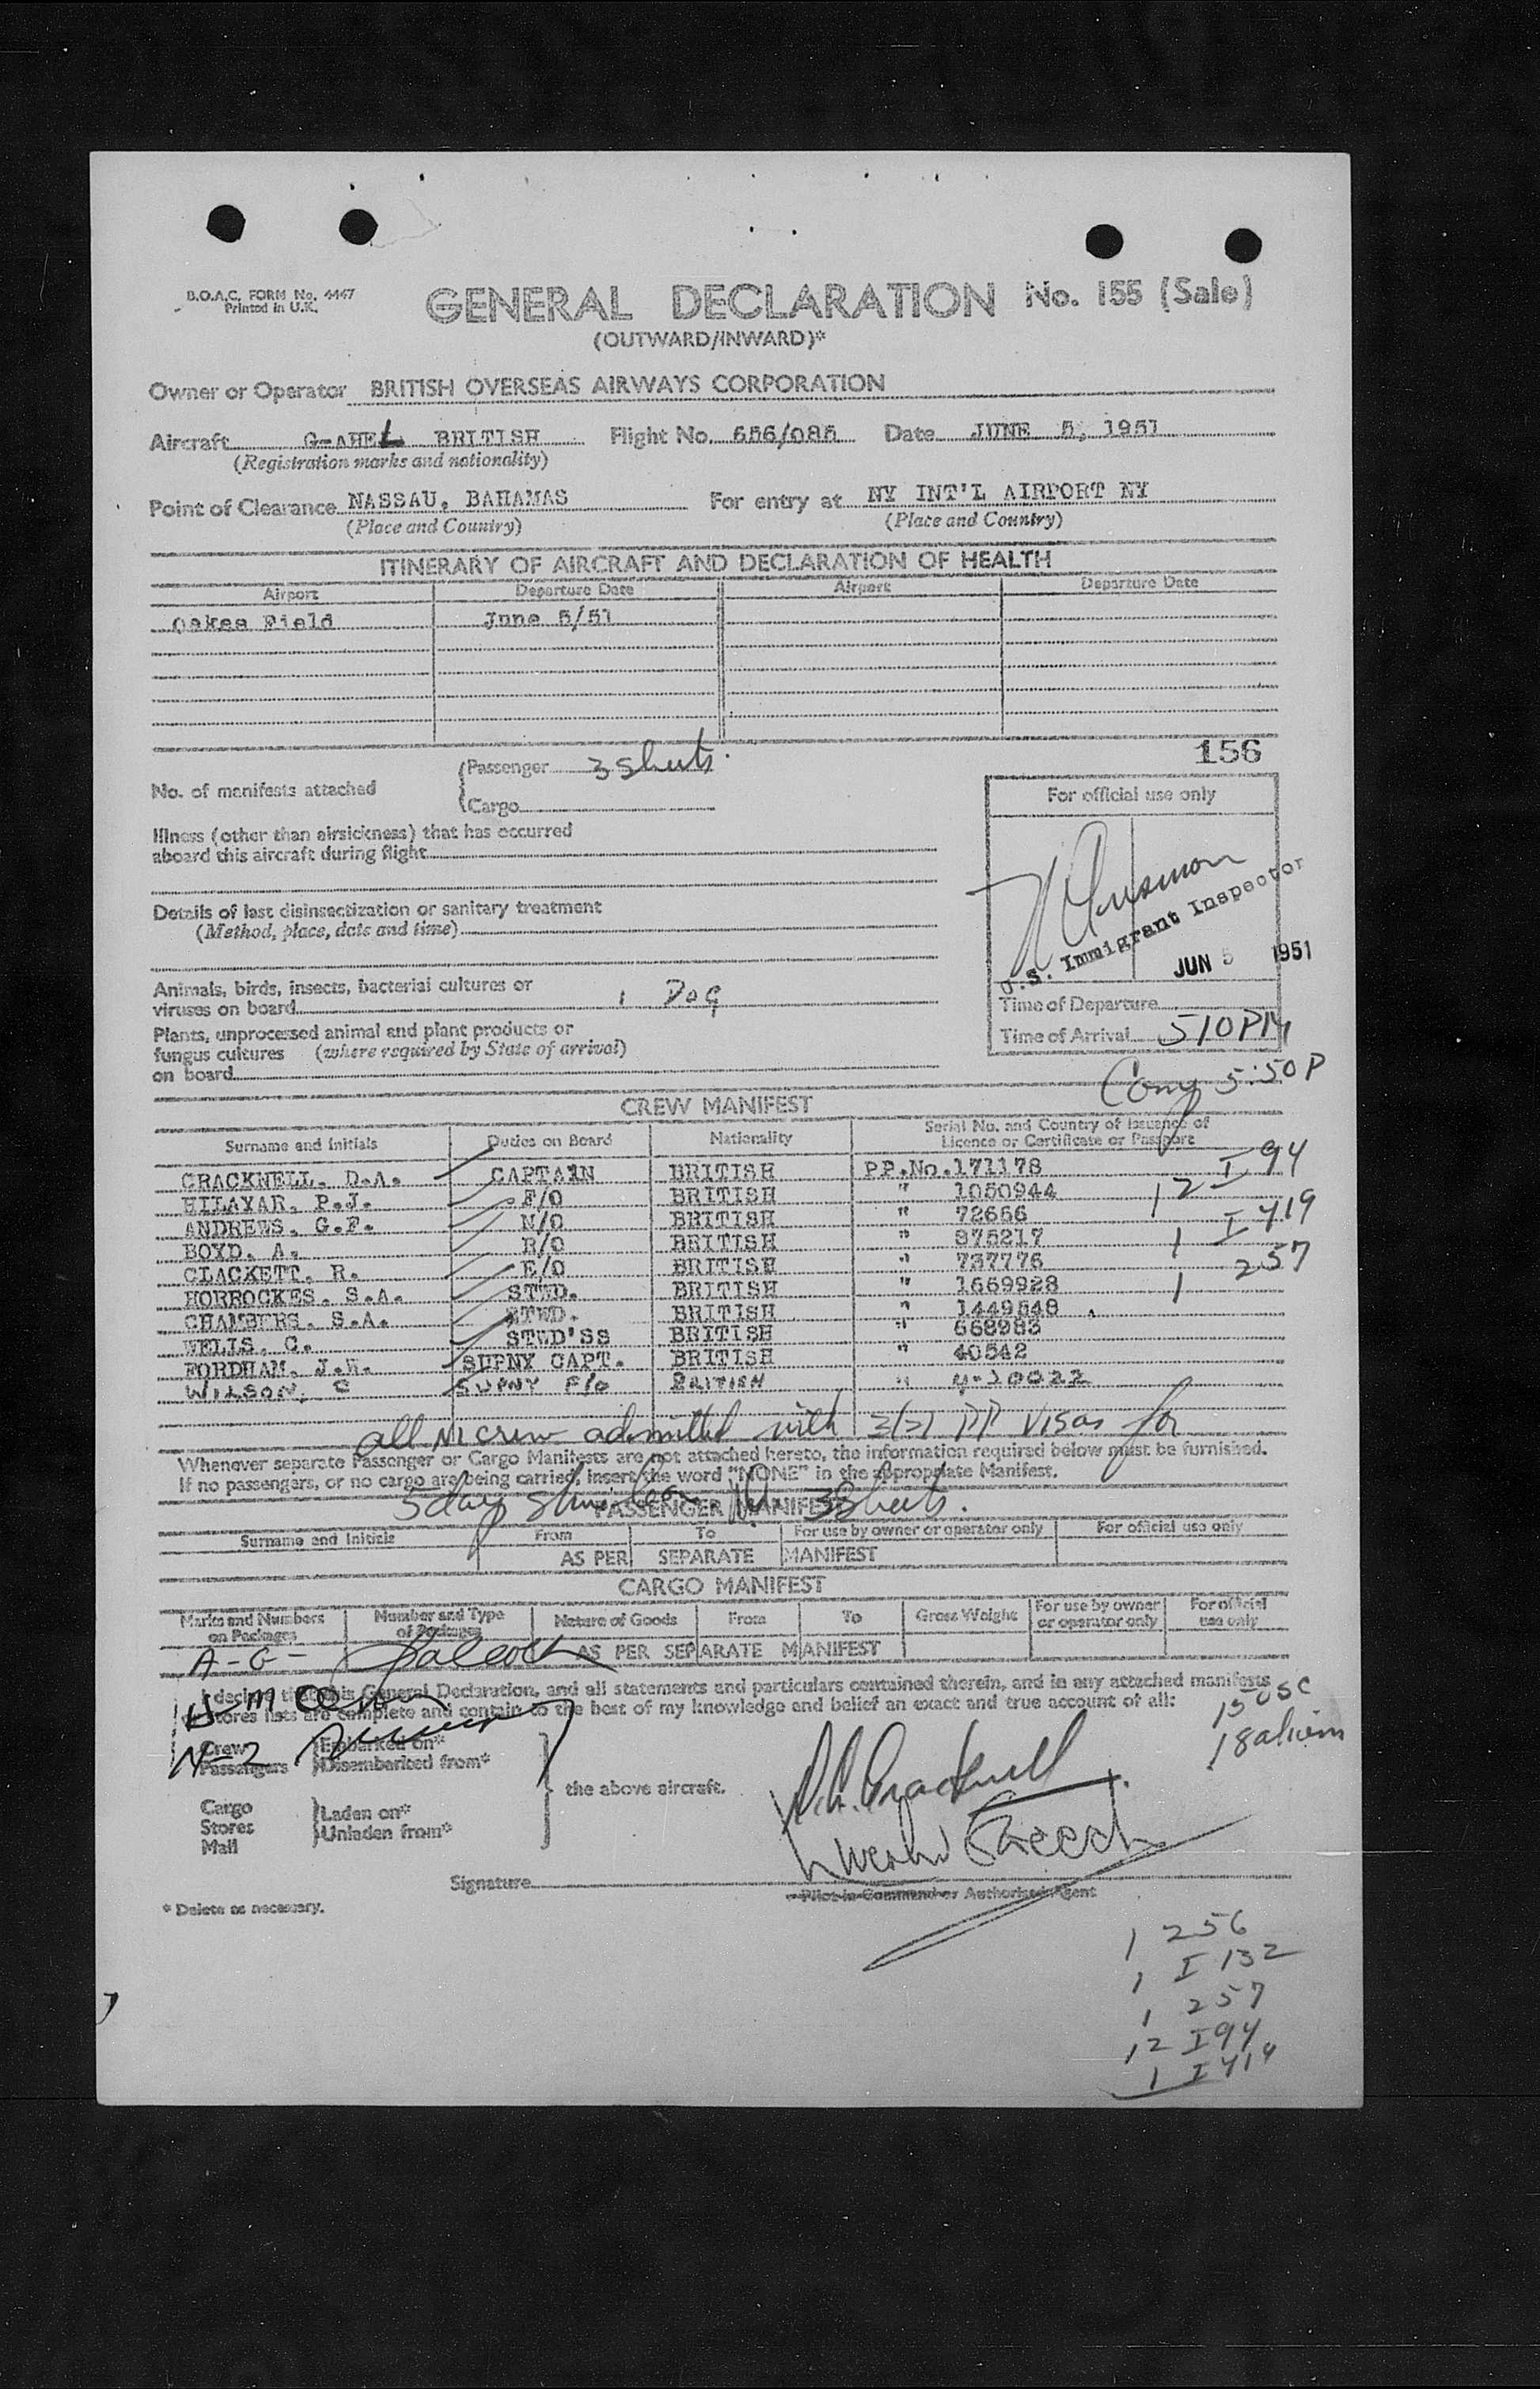 B.O.A.C. FORM No. 4447
Printed in U.K.
GENERAL DECLARATION No. 155 (Sale)
(OUTWARD/INWARD)*
Owner or Operator BRITISH OVERSEAS AIRWAYS CORPORATION
Aircraft G-AHEL BRITISH Flight No. 656/085 Date JUNE 5, 1951
(Registration marks and nationality)
Point of Clearance NASSAU, BAHAMAS For entry at NY INT'L AIRPORT NY
(Place and Country) (Place and Country)
ITINERARY OF AIRCRAFT AND DECLARATION OF HEALTH
Airport Departure Date Airport Departure Date
Oakes Field June 5/51
156
No. of manifests attached
Passenger 3 sheets.
Cargo
For official use only
Illness (other than airsickness) that has occurred
aboard this aircraft during flight
Details of last disinsectization or sanitary treatment
(Method, place, date and time)
U.S. Immigrant Inspector
JUN 5 1951
Animals, birds, insects, bacterial cultures or
viruses on board 1 Dog
Time of Departure
Plants, unprocessed animal and plant products or
fungus cultures (where required by State of arrival)
on board
Time of Arrival 510PM
5:50P
CREW MANIFEST
Surname and Initials Duties on Board Nationality Serial No. and Country of Issuance of
Licence or Certificate or Passport
CRACKNELL. D.A. CAPTAIN BRITISH PP.No.171178
HILAYAR. P.J. F/O BRITISH " 1050944
ANDREWS. G.F. N/O BRITISH " 72656
BOYD. A. R/O BRITISH " 875217
CLACKETT. R. E/O BRITISH " 737776
HORROCKES. S.A. STWD. BRITISH " 1669928
CHAMBERS. S.A. STWD. BRITISH " 1449548
WELLS. C. STWD'SS BRITISH " 668983
FORDHAM. J.W. SUPNY CAPT. BRITISH " 40542
WILSON. C SUPNY F/O BRITISH "
12 I 94
1 I 419
1 257
all crew admitted with 3(5) PP visas for
Whenever separate Passenger or Cargo Manifests are not attached hereto, the information required below must be furnished.
If no passengers, or no cargo are being carried, insert the word "NONE" in the appropriate Manifest.
5 day 3 sheets.
PASSENGER MANIFEST
Surname and Initials From To For use by owner or operator only For official use only
AS PER SEPARATE MANIFEST
CARGO MANIFEST
Marks and Numbers on Packages Number and Type of Packages Nature of Goods From To Gross Weight For use by owner or operator only For official use only
AS PER SEPARATE MANIFEST
A-G-
I declare that this General Declaration, and all statements and particulars contained therein, and in any attached manifests
or stores lists are complete and contain to the best of my knowledge and belief an exact and true account of all:
15 USC
18 aliens
H-M
N-Z
Crew Embarked on*
Passengers Disembarked from*
the above aircraft.
Cargo
Stores
Mail
Laden on*
Unladen from*
D.A. Cracknell
Signature
Pilot-in-Command or Authorised Agent
* Delete as necessary.
1 256
1 I 132
1 257
12 I94
1 I 419